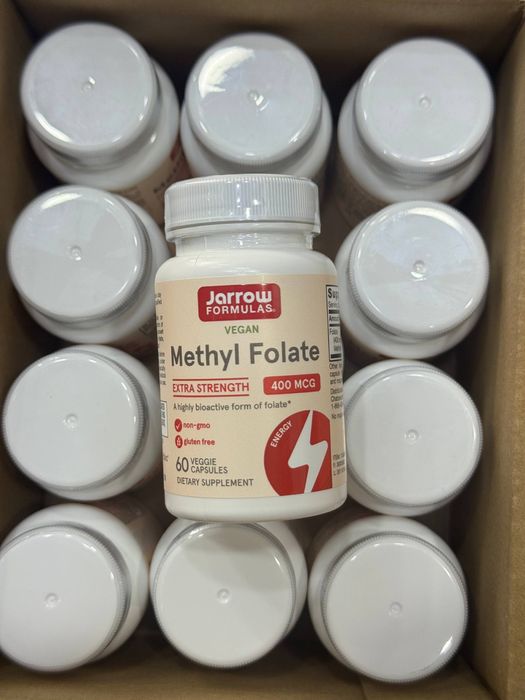 Jarrow
FORMULAS®
VEGAN
Methyl Folate
EXTRA STRENGTH
400 MCG
A highly bioactive form of folate*
non-gmo
gluten free
60 VEGGIE
CAPSULES
DIETARY SUPPLEMENT
ENERGY